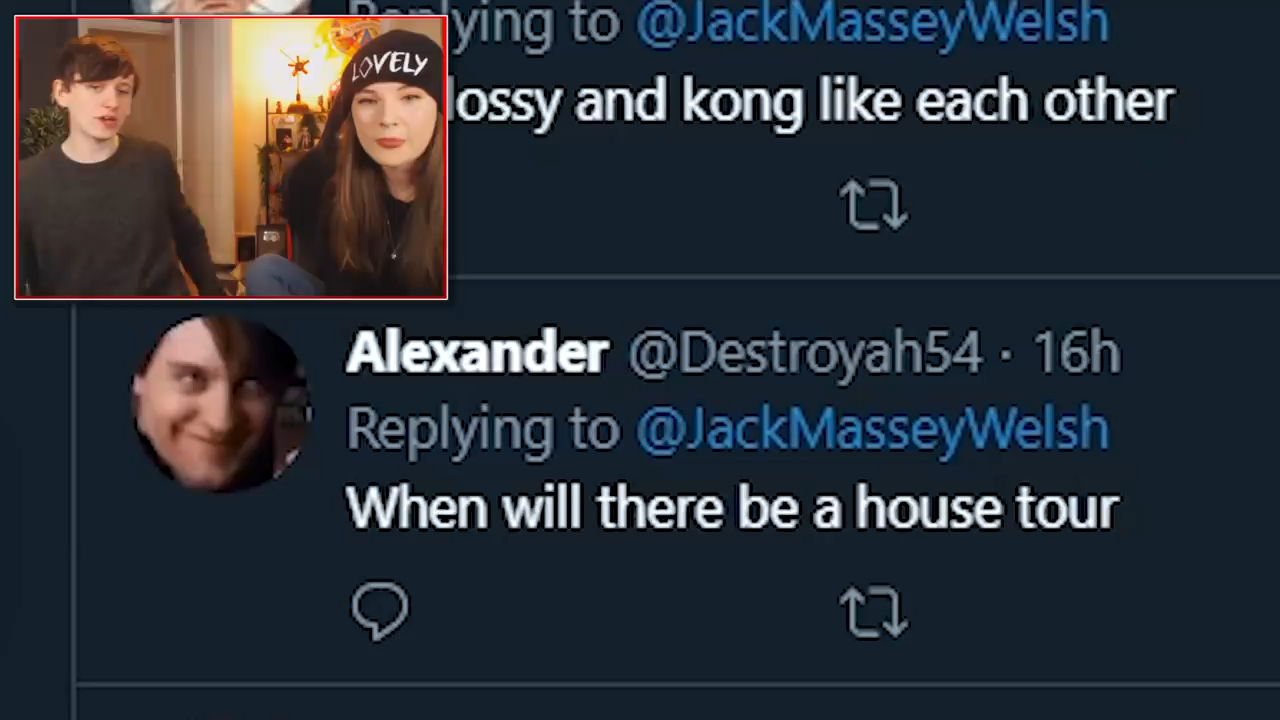 Replying to @JackMasseyWelsh
and kong like each other
LOVELY
Alexander @Destroyah54 · 16h
Replying to @JackMasseyWelsh
When will there be a house tour